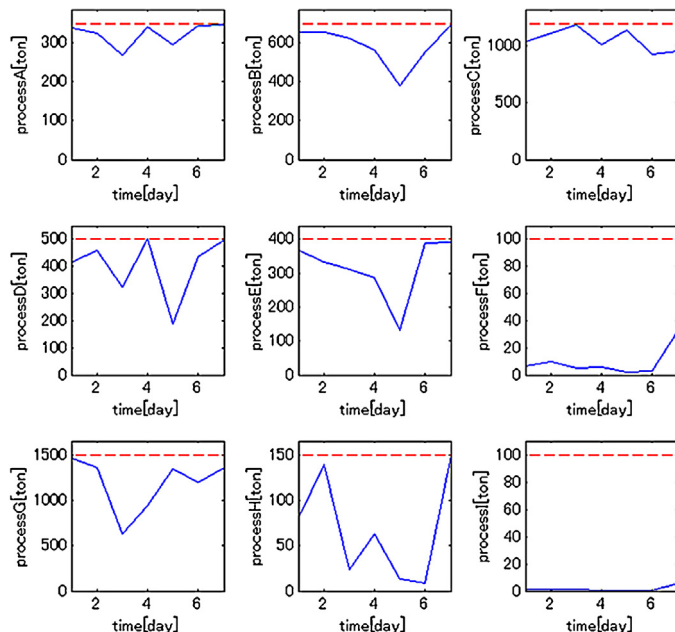 processA[ton]
300
200
100
0
2 4 6
time[day]
processB[ton]
600
400
200
0
2 4 6
time[day]
processC[ton]
1000
500
0
2 4 6
time[day]
processD[ton]
500
400
300
200
100
0
2 4 6
time[day]
processE[ton]
400
300
200
100
0
2 4 6
time[day]
processF[ton]
100
80
60
40
20
0
2 4 6
time[day]
processG[ton]
1500
1000
500
0
2 4 6
time[day]
processH[ton]
150
100
50
0
2 4 6
time[day]
processI[ton]
100
80
60
40
20
0
2 4 6
time[day]